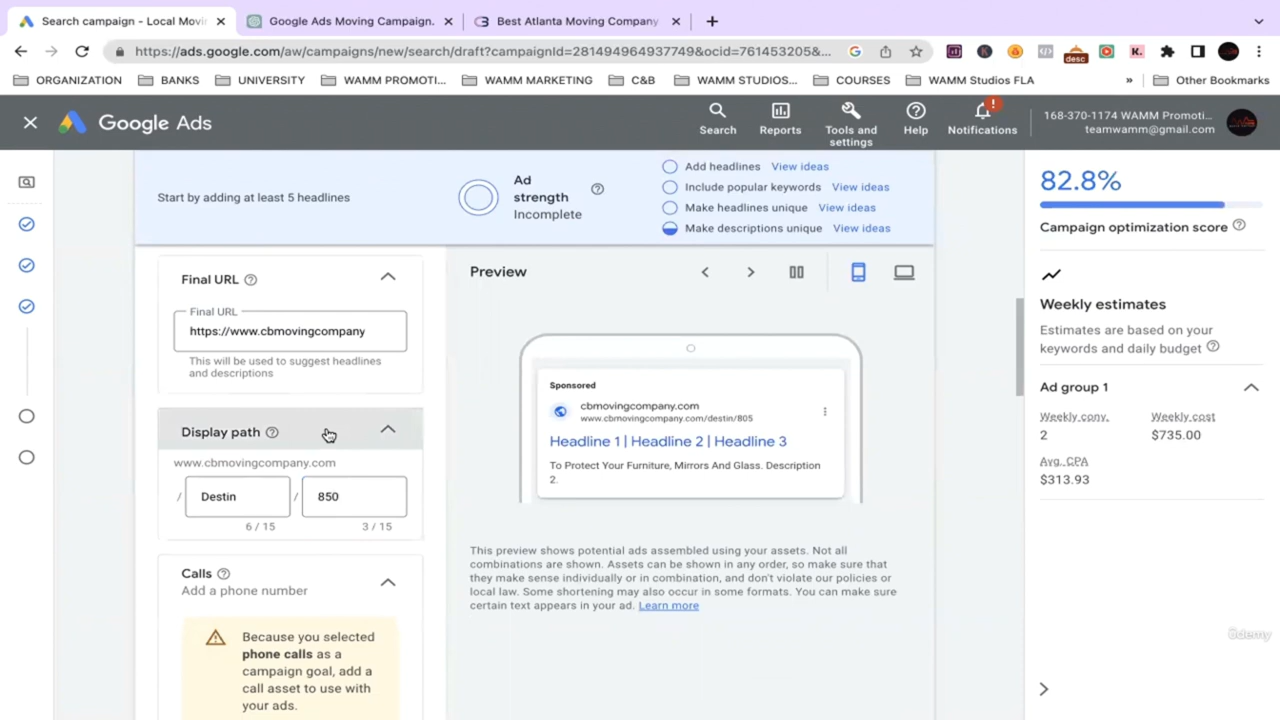 Search campaign - Local Movi
Google Ads Moving Campaign.
Best Atlanta Moving Company
https://ads.google.com/aw/campaigns/new/search/draft?campaignId=281494964937749&ocid=761453205&...
desc
K.
ORGANIZATION
BANKS
UNIVERSITY
WAMM PROMOTI...
WAMM MARKETING
C&B
WAMM STUDIOS...
COURSES
WAMM Studios FLA
»
Other Bookmarks
Google Ads
Search
Reports
Tools and
settings
Help
!
Notifications
168-370-1174 WAMM Promoti...
teamwamm@gmail.com
Start by adding at least 5 headlines
Ad
strength
Incomplete
Add headlines View ideas
Include popular keywords View ideas
Make headlines unique View ideas
Make descriptions unique View ideas
82.8%
Campaign optimization score
Weekly estimates
Estimates are based on your
keywords and daily budget
Ad group 1
Weekly conv.
Weekly cost
2
$735.00
Avg. CPA
$313.93
Final URL
Final URL
https://www.cbmovingcompany
This will be used to suggest headlines
and descriptions
Display path
www.cbmovingcompany.com
/ Destin / 850
6 / 15
3 / 15
Calls
Add a phone number
Because you selected
phone calls as a
campaign goal, add a
call asset to use with
your ads.
Preview
Sponsored
cbmovingcompany.com
www.cbmovingcompany.com/destin/805
Headline 1 | Headline 2 | Headline 3
To Protect Your Furniture, Mirrors And Glass. Description
2.
This preview shows potential ads assembled using your assets. Not all
combinations are shown. Assets can be shown in any order, so make sure that
they make sense individually or in combination, and don't violate our policies or
local law. Some shortening may also occur in some formats. You can make sure
certain text appears in your ad. Learn more
ûdemy